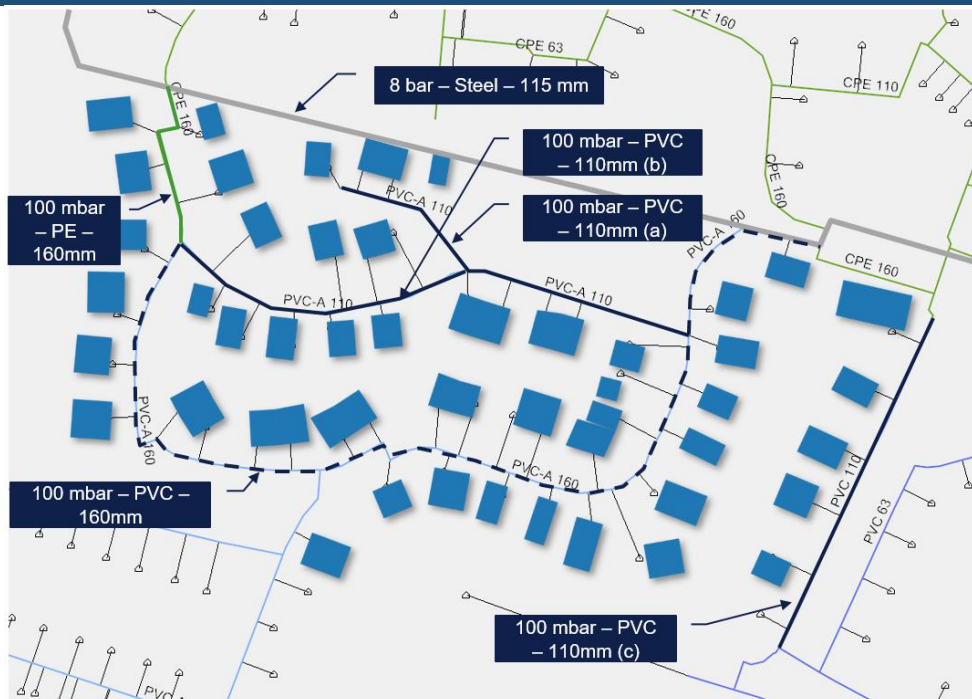 CPE 160
CPE 63
8 bar – Steel – 115 mm
CPE 110
CPE 160
100 mbar – PVC
– 110mm (b)
CPE 160
PVC-A 110
100 mbar
– PE –
160mm
100 mbar – PVC
– 110mm (a)
PVC-A 160
CPE 160
PVC-A 110
PVC-A 110
PVC-A 160
PVC-A 160
100 mbar – PVC –
160mm
PVC 110
PVC 63
100 mbar – PVC
– 110mm (c)